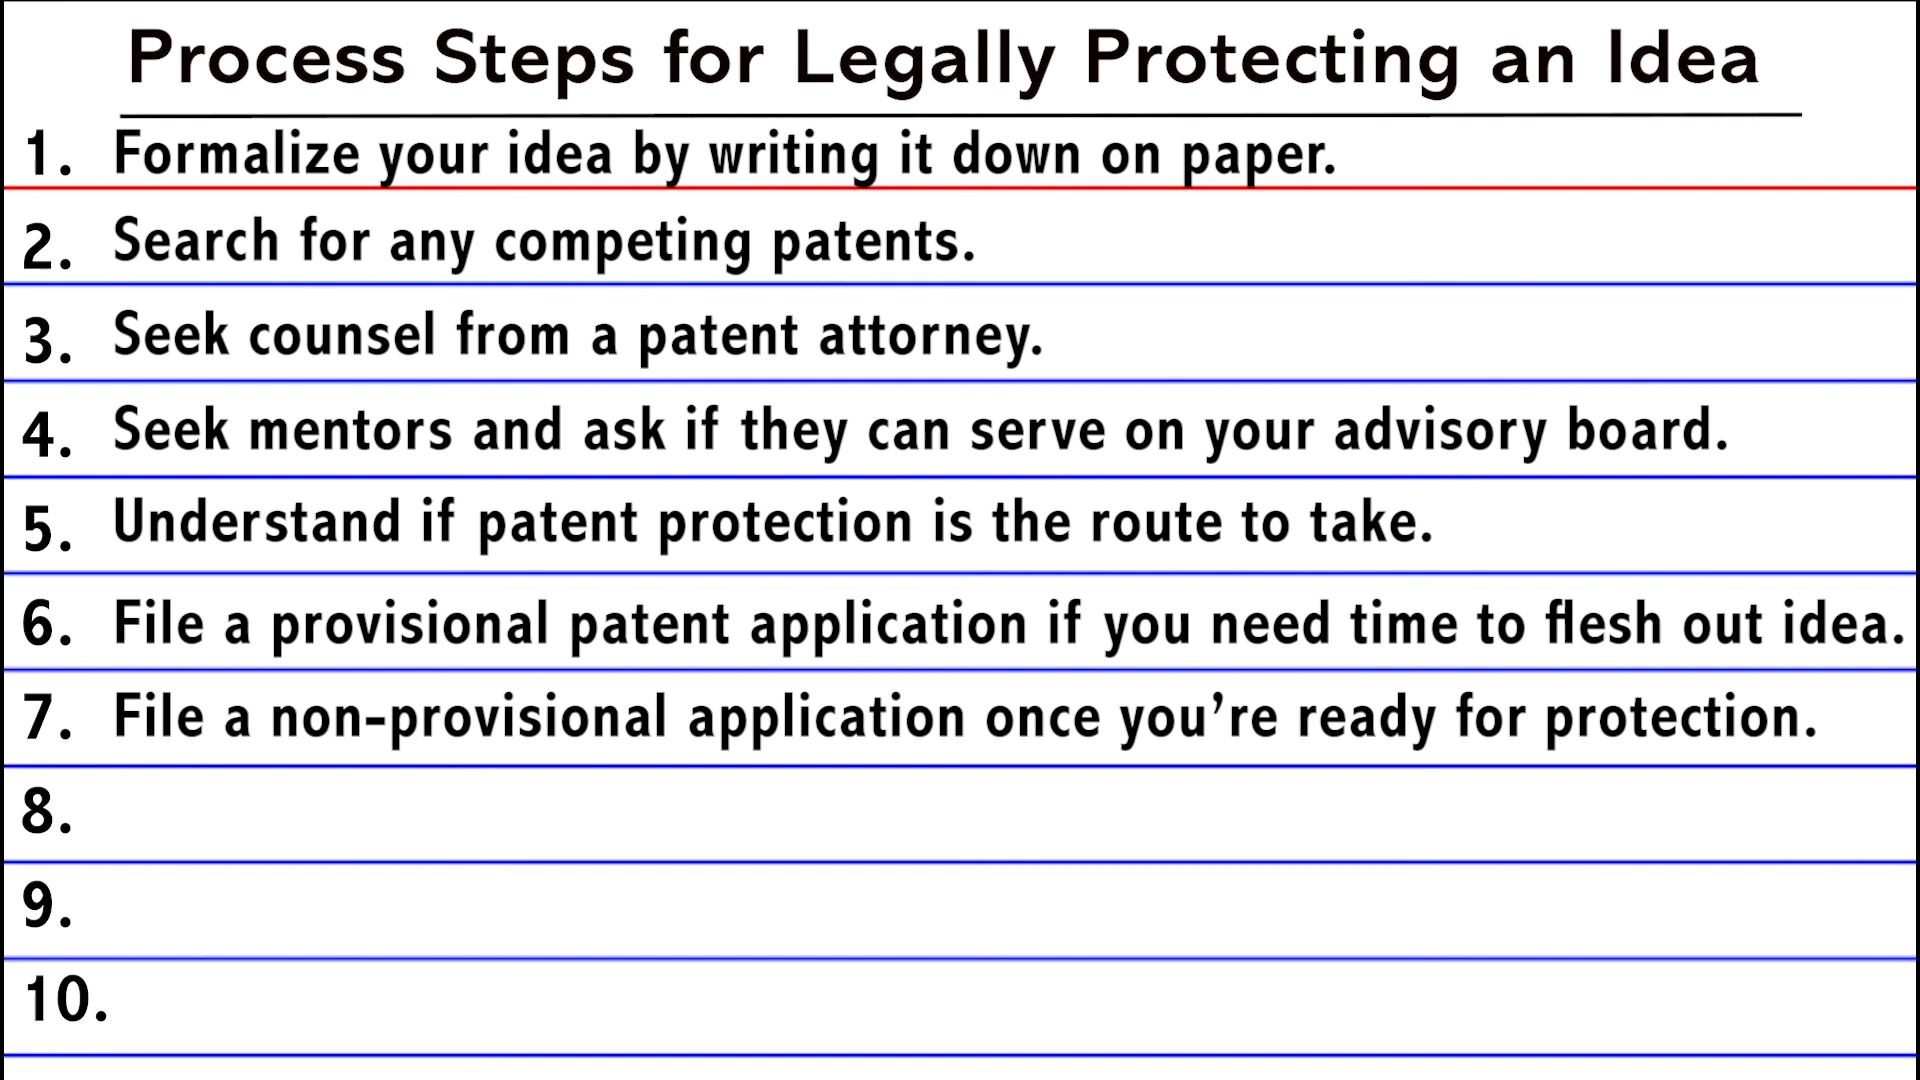 Process Steps for Legally Protecting an Idea
1. Formalize your idea by writing it down on paper.
2. Search for any competing patents.
3. Seek counsel from a patent attorney.
4. Seek mentors and ask if they can serve on your advisory board.
5. Understand if patent protection is the route to take.
6. File a provisional patent application if you need time to flesh out idea.
7. File a non-provisional application once you’re ready for protection.
8.
9.
10.